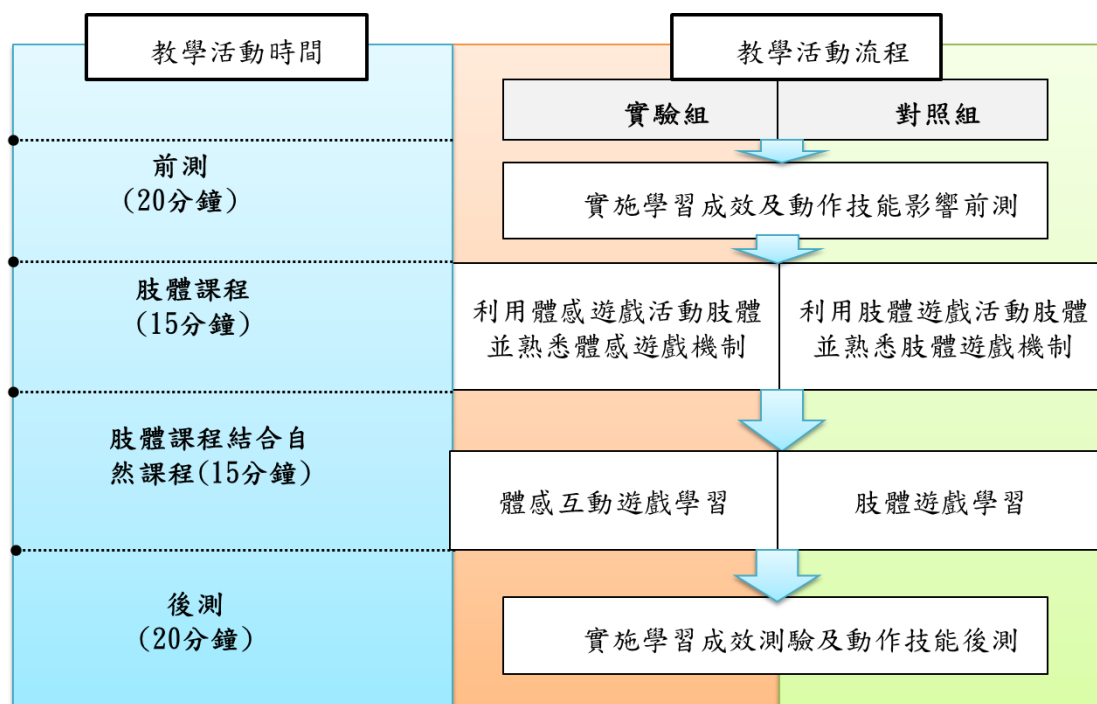 教學活動時間
教學活動流程
實驗組
對照組
前測
(20分鐘)
實施學習成效及動作技能影響前測
肢體課程
(15分鐘)
利用體感遊戲活動肢體
並熟悉體感遊戲機制
利用肢體遊戲活動肢體
並熟悉肢體遊戲機制
肢體課程結合自
然課程(15分鐘)
體感互動遊戲學習
肢體遊戲學習
後測
(20分鐘)
實施學習成效測驗及動作技能後測